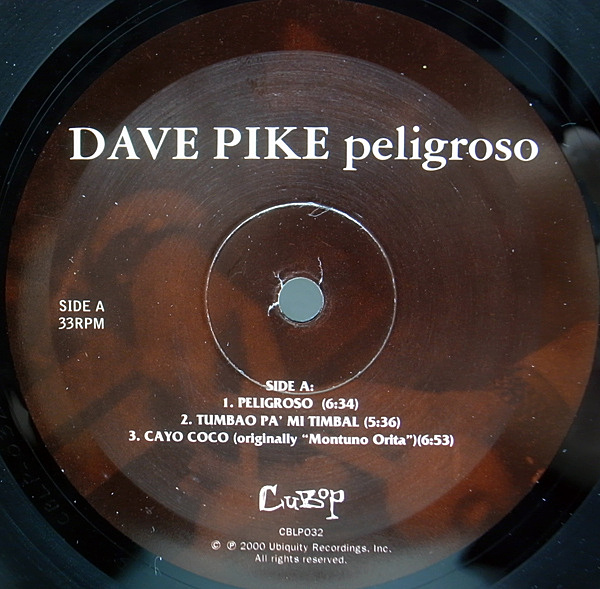 DAVE PIKE peligroso
SIDE A
33RPM
SIDE A:
1. PELIGROSO (6:34)
2. TUMBAO PA' MI TIMBAL (5:36)
3. CAYO COCO (originally “Montuno Orita”)(6:53)
CuBop
CBLP032
© ℗ 2000 Ubiquity Recordings, Inc.
All rights reserved.